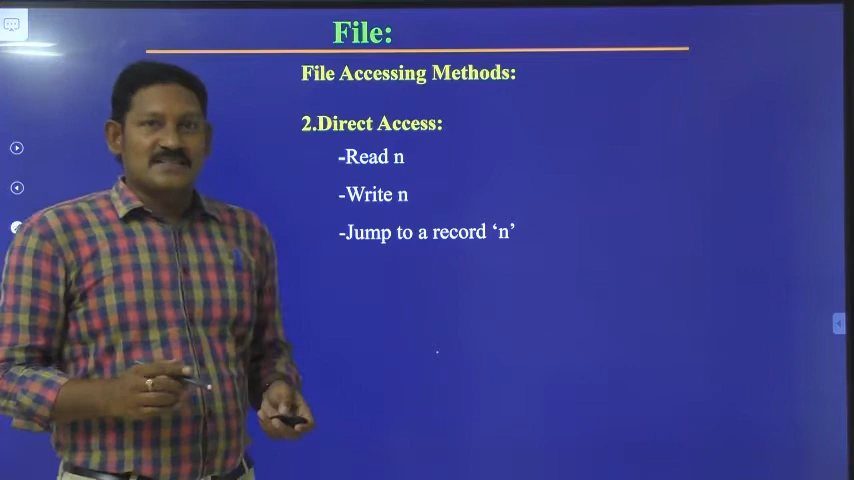 File:
File Accessing Methods:
2.Direct Access:
-Read n
-Write n
-Jump to a record ‘n’